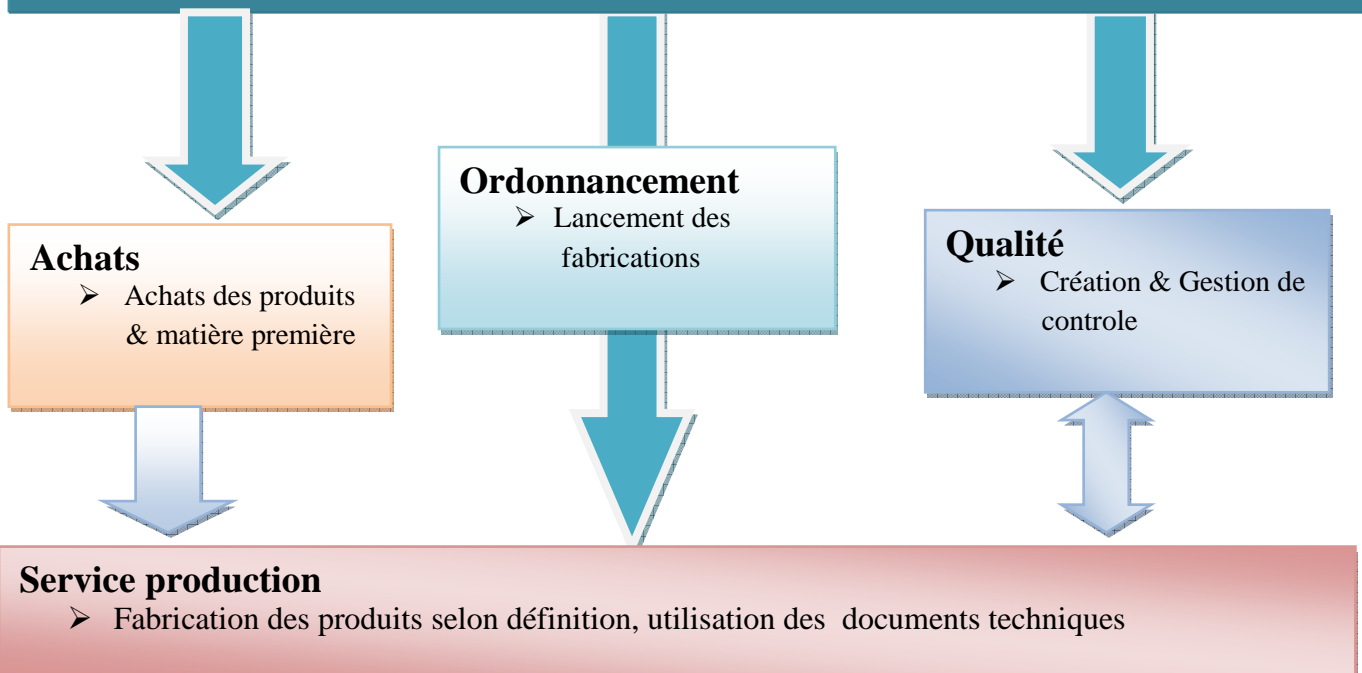 Ordonnancement
➢ Lancement des
fabrications
Achats
➢ Achats des produits
& matière première
Qualité
➢ Création & Gestion de
controle
Service production
➢ Fabrication des produits selon définition, utilisation des documents techniques